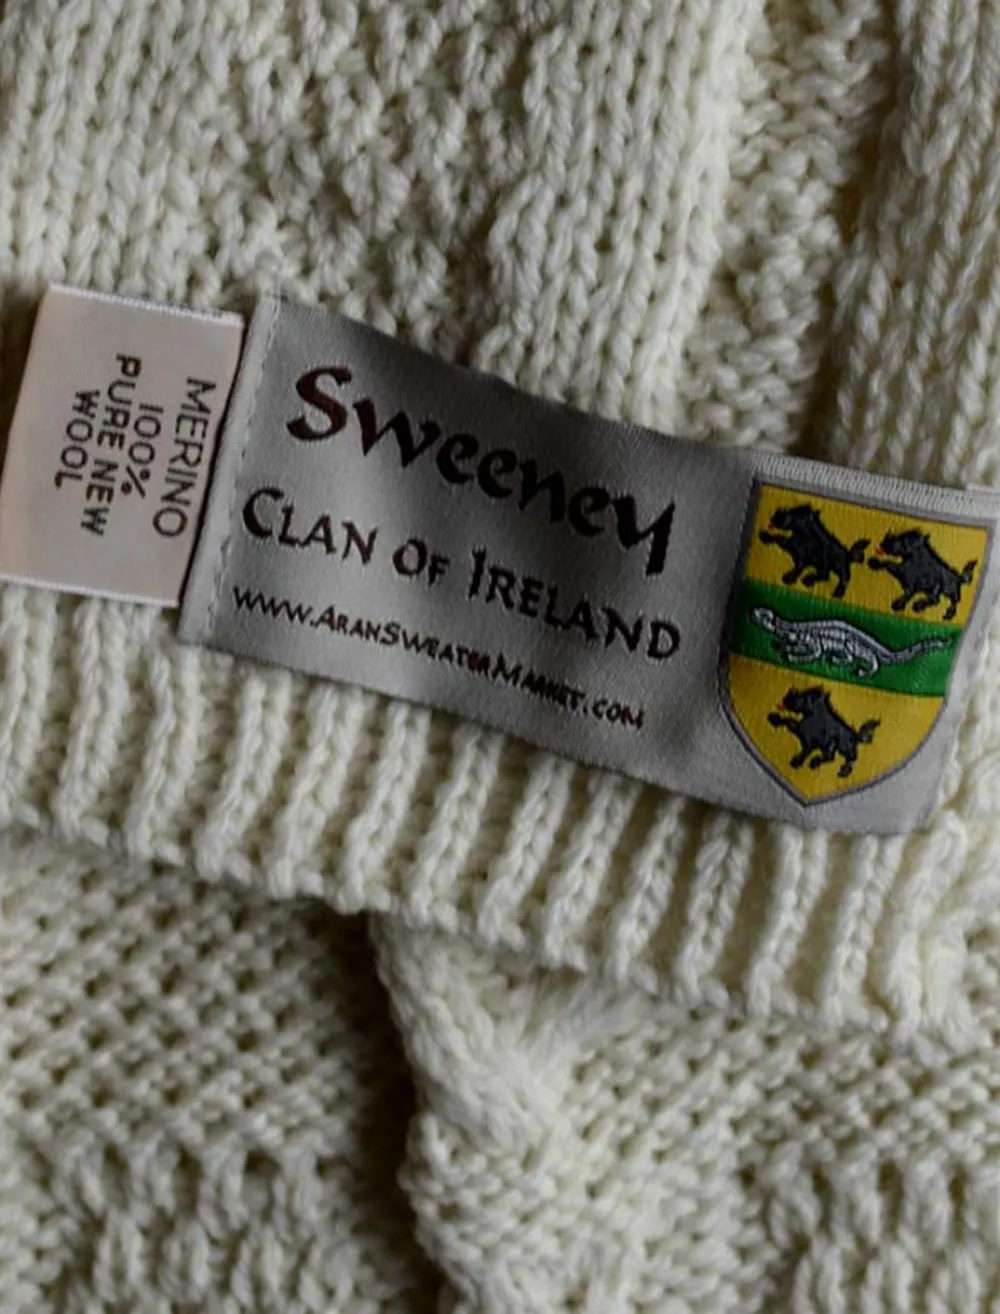 MERINO
100%
PURE NEW
WOOL
Sweeney
CLAN OF IRELAND
WWW.ARANSWEATERMARKET.COM